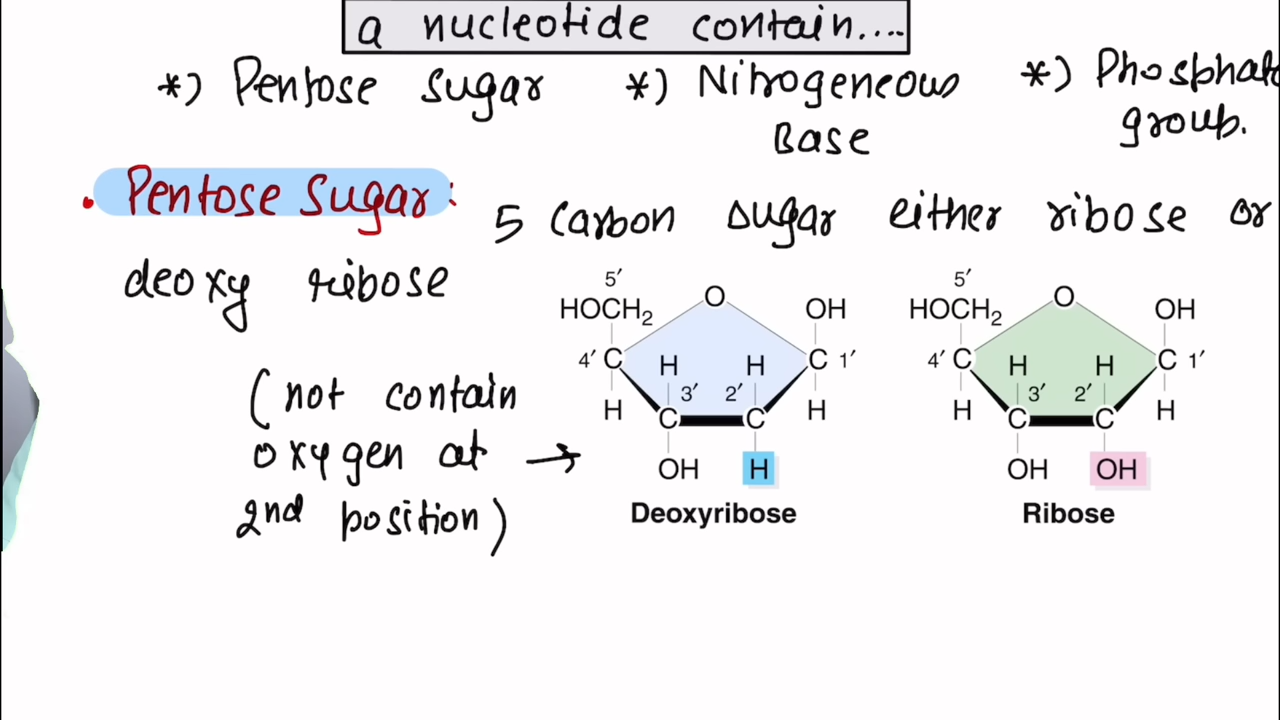 a nucleotide contain....
*) Pentose sugar *) Nitrogeneous Base *) Phosphate group.
. Pentose Sugar: 5 carbon sugar either ribose or
deoxy ribose
(not contain
oxygen at →
2nd position)
5′ 5′
HOCH₂ O OH HOCH₂ O OH
4′ C H H C 1′ 4′ C H H C 1′
3′ 2′ 3′ 2′
H C C H H C C H
OH H OH OH
Deoxyribose Ribose